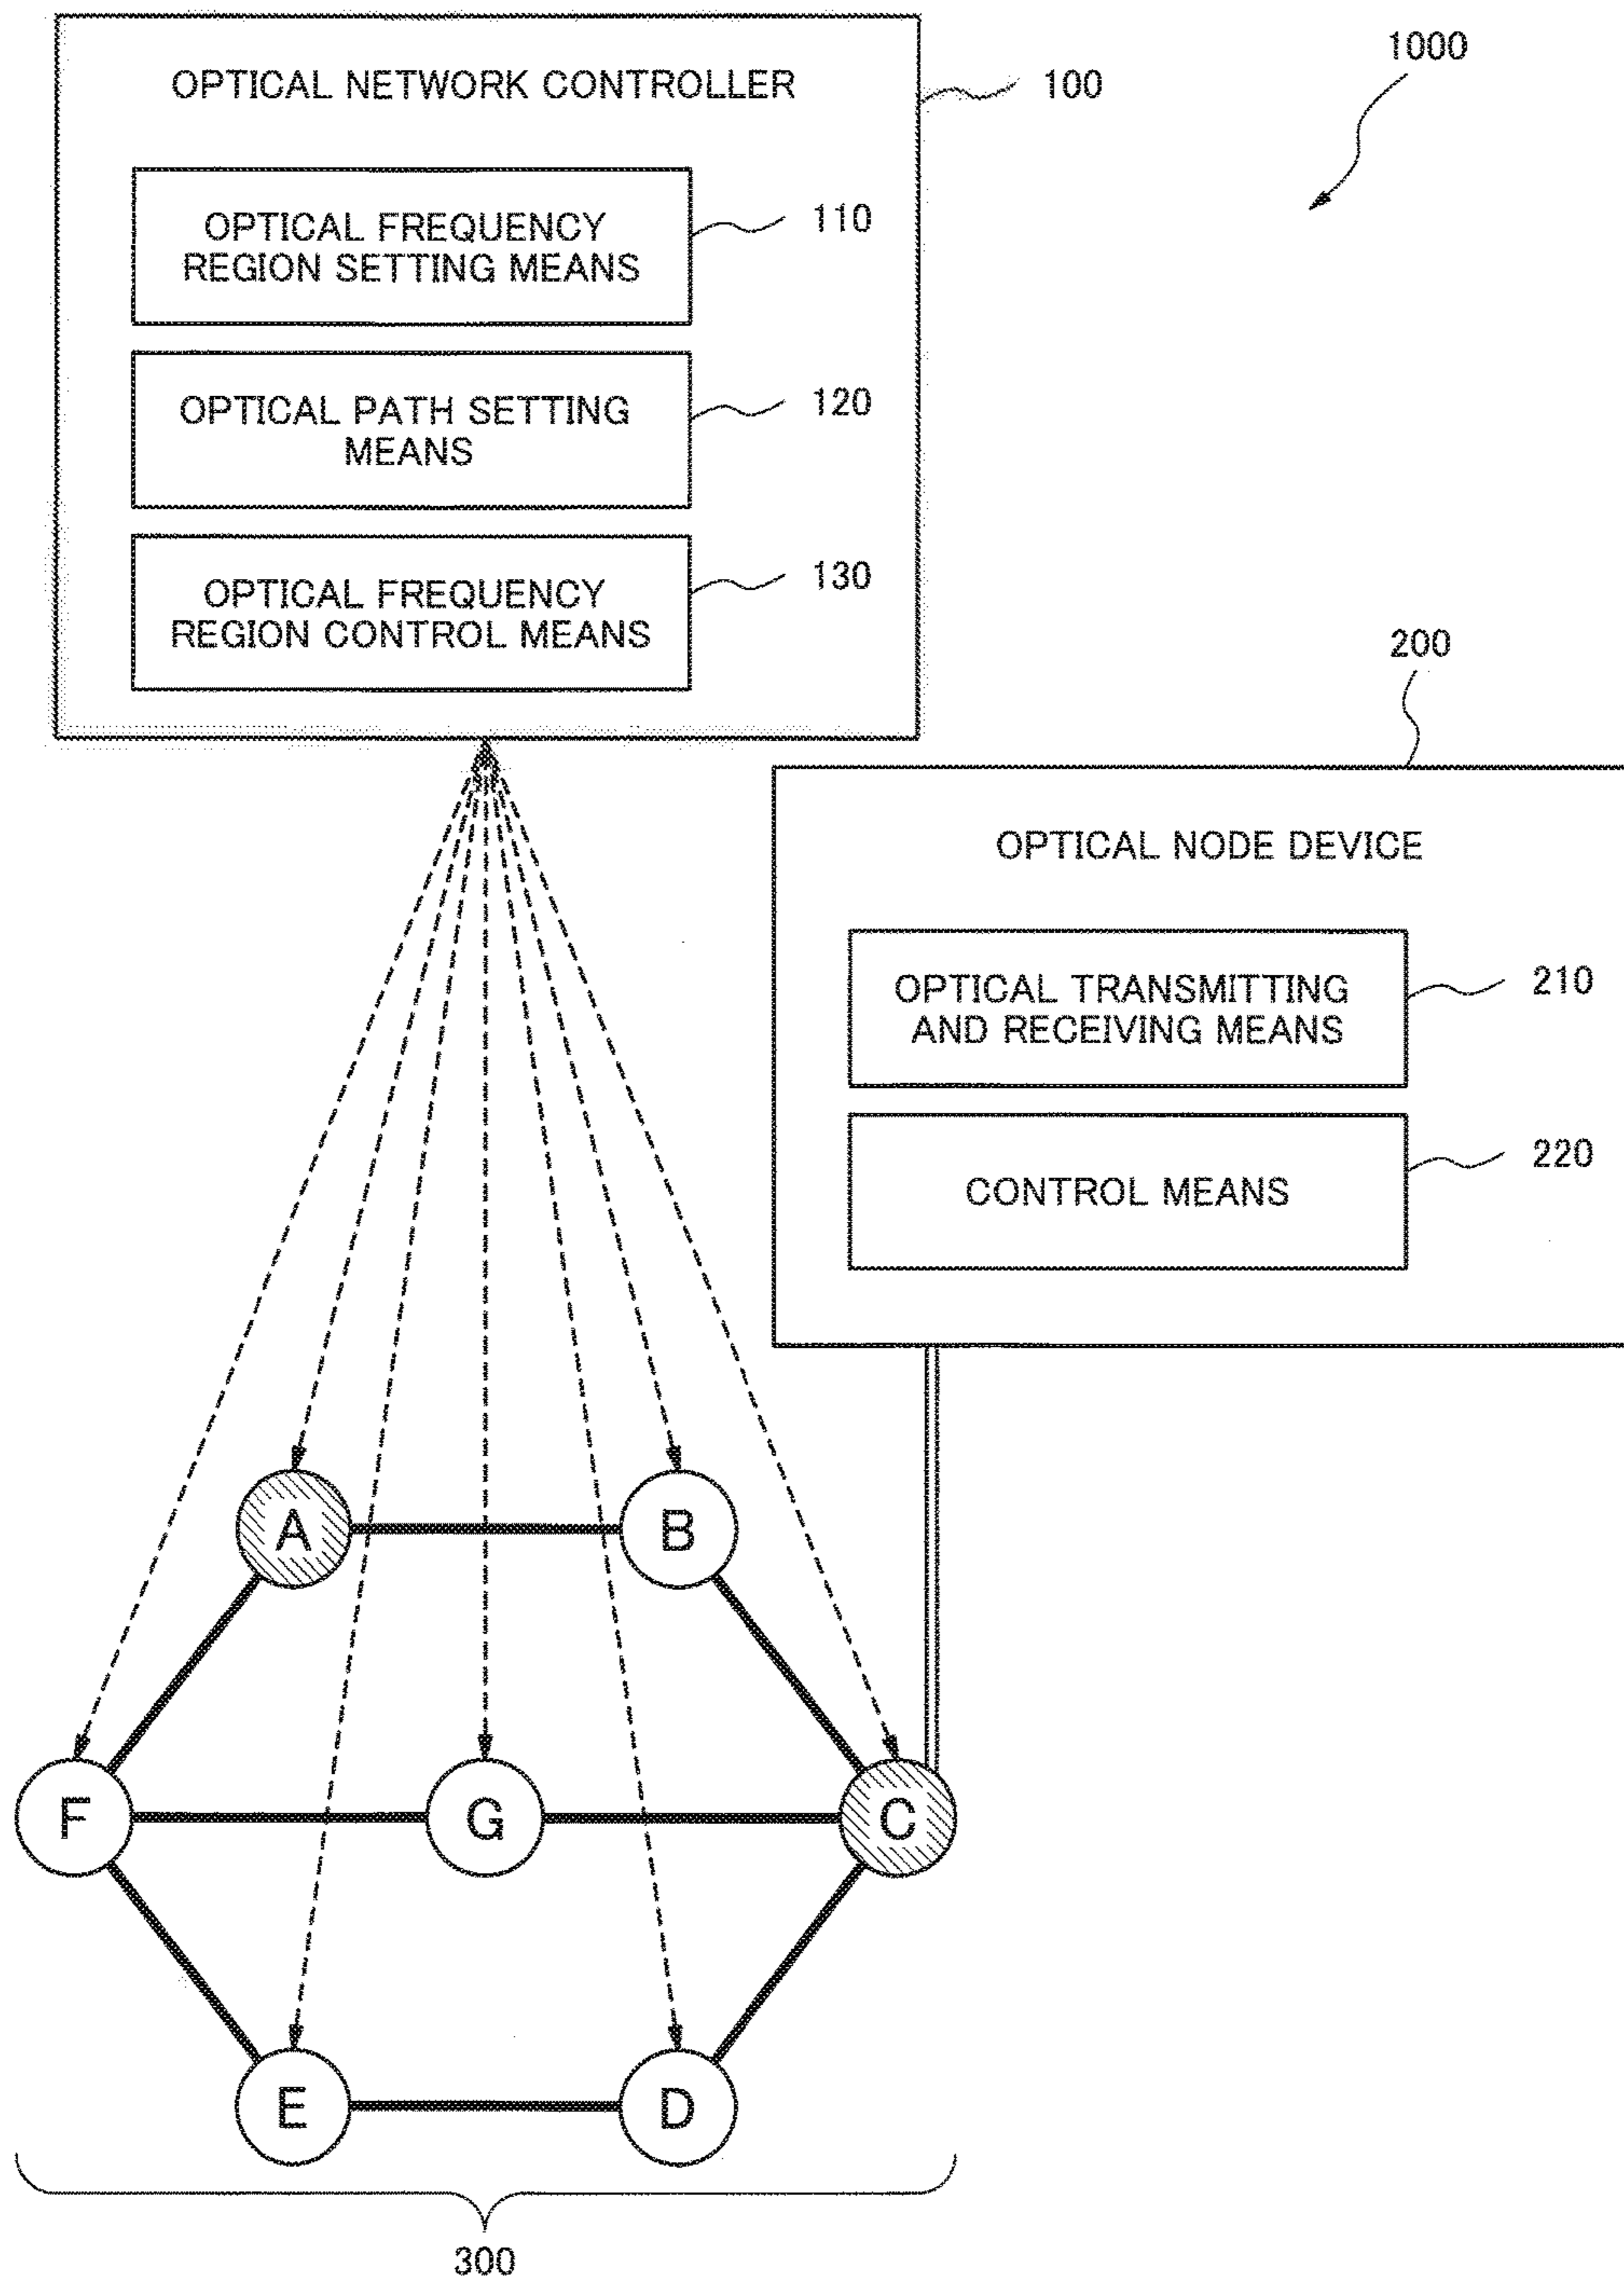 1000
OPTICAL NETWORK CONTROLLER
100
OPTICAL FREQUENCY
REGION SETTING MEANS
110
OPTICAL PATH SETTING
MEANS
120
OPTICAL FREQUENCY
REGION CONTROL MEANS
130
200
OPTICAL NODE DEVICE
OPTICAL TRANSMITTING
AND RECEIVING MEANS
210
CONTROL MEANS
220
A
B
F
G
C
E
D
300